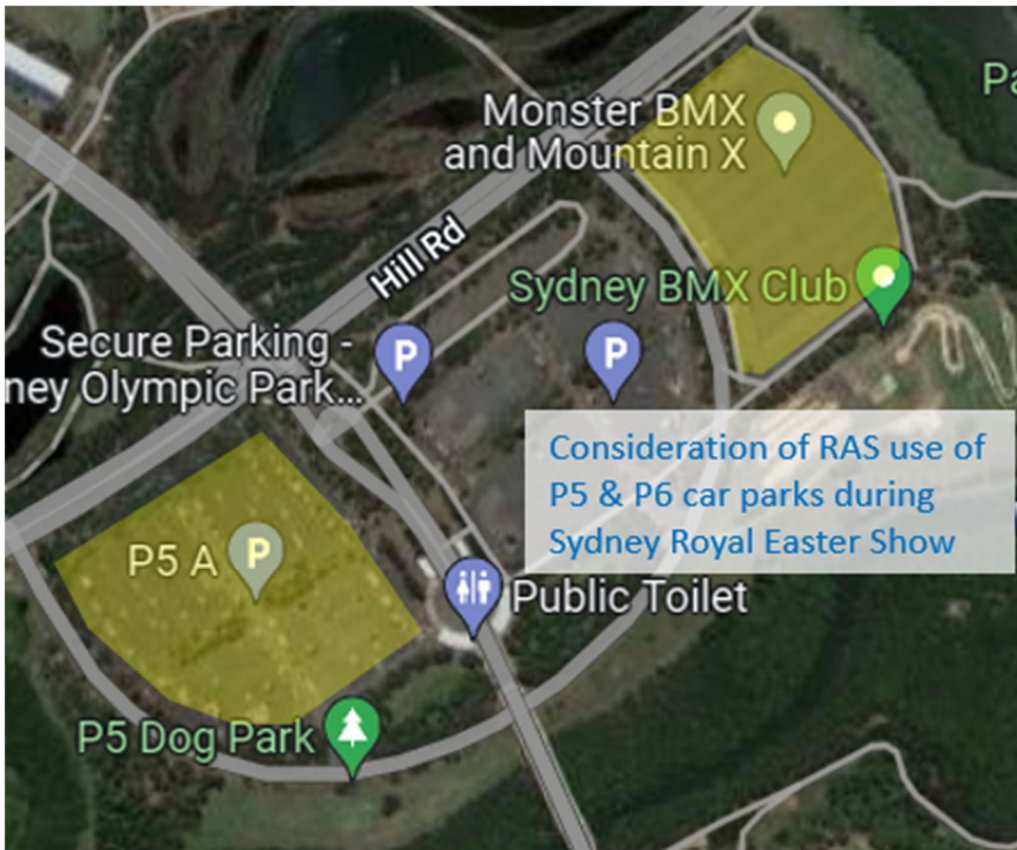 Pa
Monster BMX
and Mountain X
Hill Rd
Sydney BMX Club
P
P
Secure Parking -
ney Olympic Park...
Consideration of RAS use of
P5 & P6 car parks during
Sydney Royal Easter Show
P5 A
P
Public Toilet
P5 Dog Park